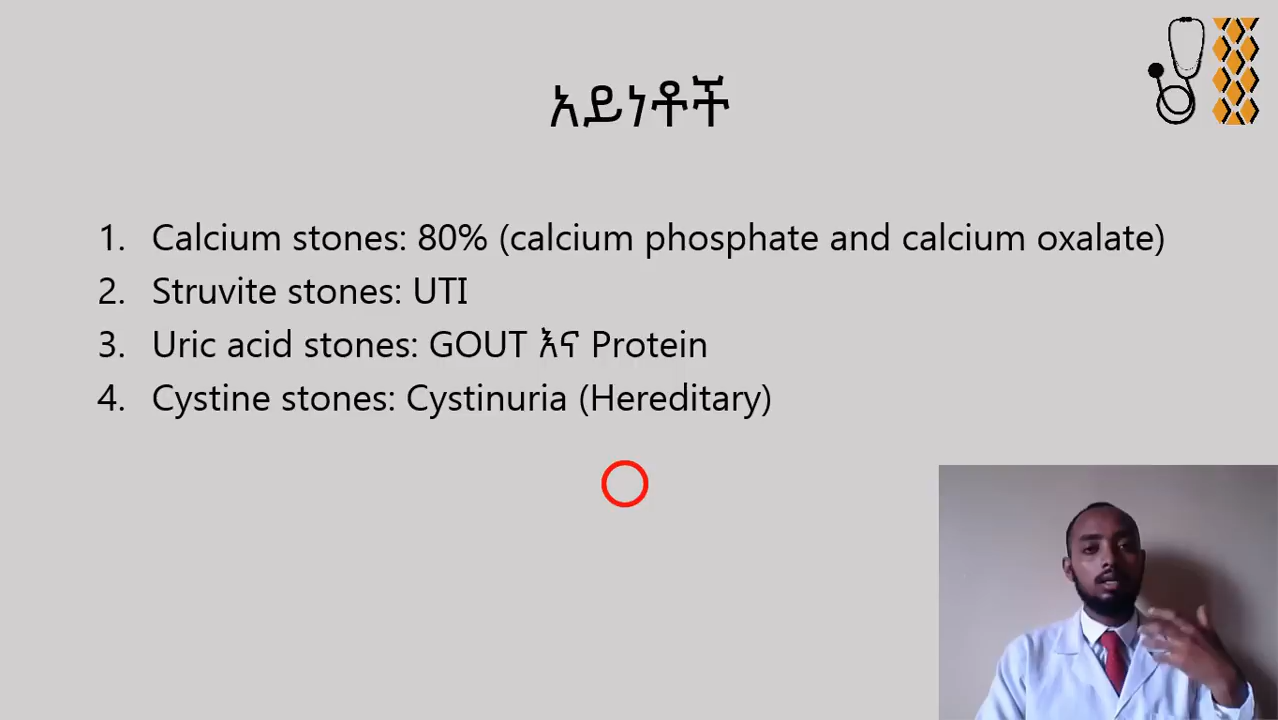 አይነቶች
1. Calcium stones: 80% (calcium phosphate and calcium oxalate)
2. Struvite stones: UTI
3. Uric acid stones: GOUT እና Protein
4. Cystine stones: Cystinuria (Hereditary)